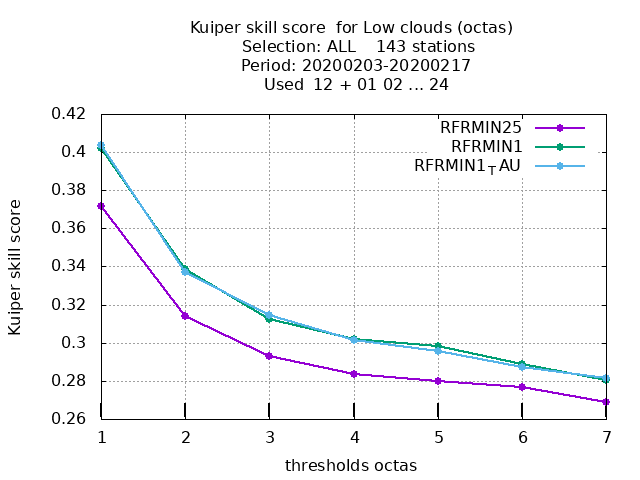 Kuiper skill score  for Low clouds (octas)
Selection: ALL    143 stations
Period: 20200203-20200217
Used  12 + 01 02 ... 24
RFRMIN25
RFRMIN1
RFRMIN1TAU
Kuiper skill score
0.42
0.4
0.38
0.36
0.34
0.32
0.3
0.28
0.26
1 2 3 4 5 6 7
thresholds octas